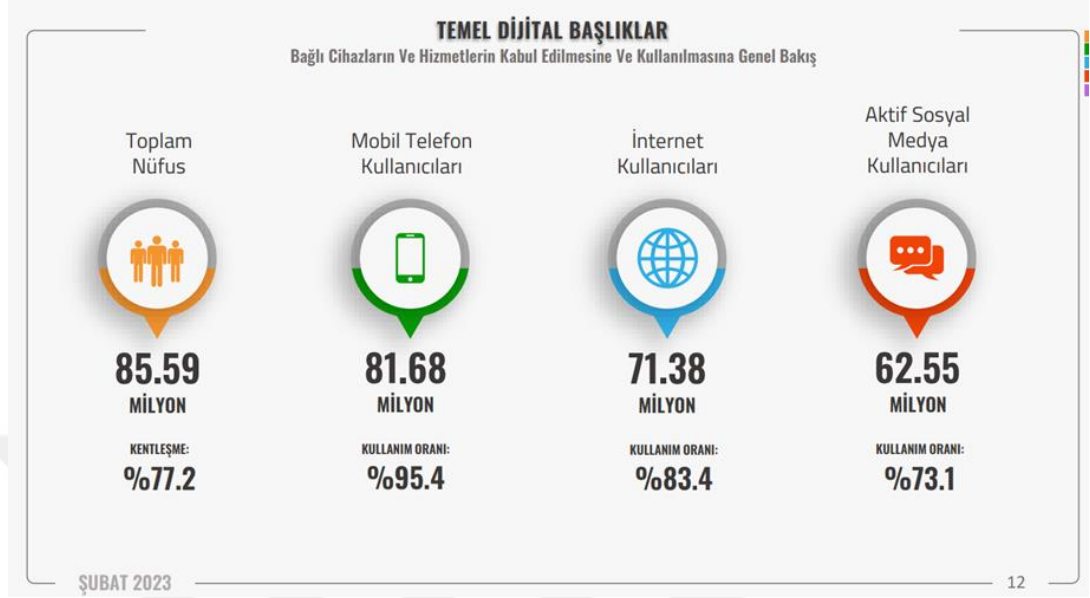 TEMEL DİJİTAL BAŞLIKLAR
Bağlı Cihazların Ve Hizmetlerin Kabul Edilmesine Ve Kullanılmasına Genel Bakış
Toplam
Nüfus
85.59
MİLYON
KENTLEŞME:
%77.2
Mobil Telefon
Kullanıcıları
81.68
MİLYON
KULLANIM ORANI:
%95.4
İnternet
Kullanıcıları
71.38
MİLYON
KULLANIM ORANI:
%83.4
Aktif Sosyal
Medya
Kullanıcıları
62.55
MİLYON
KULLANIM ORANI:
%73.1
ŞUBAT 2023
12